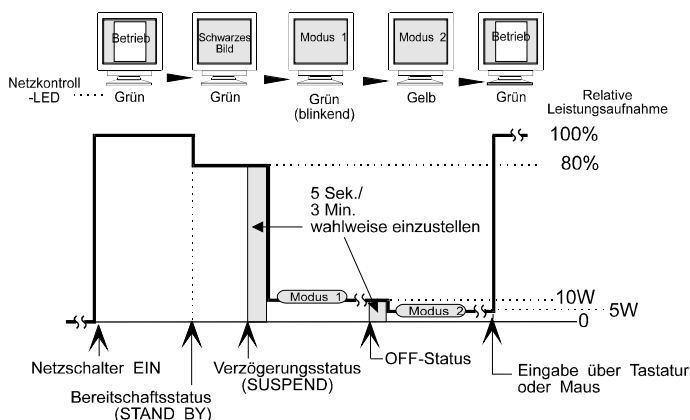 Betrieb
Schwarzes
Bild
Modus 1
Modus 2
Betrieb
Netzkontroll
-LED
Grün
Grün
Grün
(blinkend)
Gelb
Grün
Relative
Leistungsaufnahme
100%
80%
5 Sek./
3 Min.
wahlweise einzustellen
Modus 1
Modus 2
10W
5W
0
Netzschalter EIN
Bereitschaftsstatus
(STAND BY)
Verzögerungsstatus
(SUSPEND)
OFF-Status
Eingabe über Tastatur
oder Maus